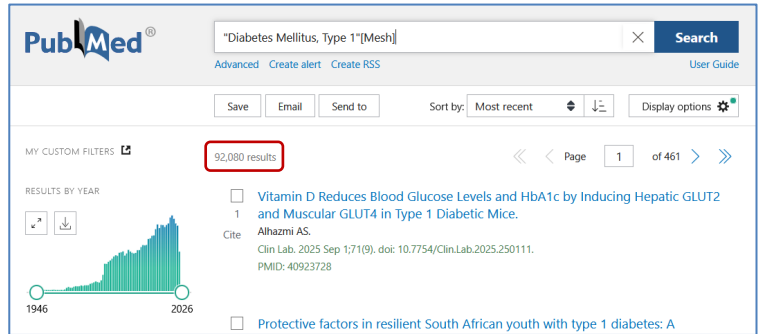 PubMed®
"Diabetes Mellitus, Type 1"[Mesh]
Search
Advanced Create alert Create RSS
User Guide
Save Email Send to
Sort by: Most recent
Display options
MY CUSTOM FILTERS
92,080 results
Page 1 of 461
RESULTS BY YEAR
1946 2026
1
Cite
Vitamin D Reduces Blood Glucose Levels and HbA1c by Inducing Hepatic GLUT2
and Muscular GLUT4 in Type 1 Diabetic Mice.
Alhazmi AS.
Clin Lab. 2025 Sep 1;71(9). doi: 10.7754/Clin.Lab.2025.250111.
PMID: 40923728
Protective factors in resilient South African youth with type 1 diabetes: A